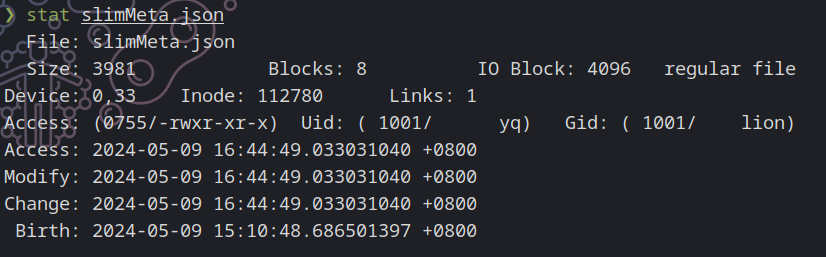 ❯ stat slimMeta.json
  File: slimMeta.json
  Size: 3981            Blocks: 8          IO Block: 4096   regular file
Device: 0,33    Inode: 112780      Links: 1
Access: (0755/-rwxr-xr-x)  Uid: ( 1001/      yq)   Gid: ( 1001/    lion)
Access: 2024-05-09 16:44:49.033031040 +0800
Modify: 2024-05-09 16:44:49.033031040 +0800
Change: 2024-05-09 16:44:49.033031040 +0800
 Birth: 2024-05-09 15:10:48.686501397 +0800